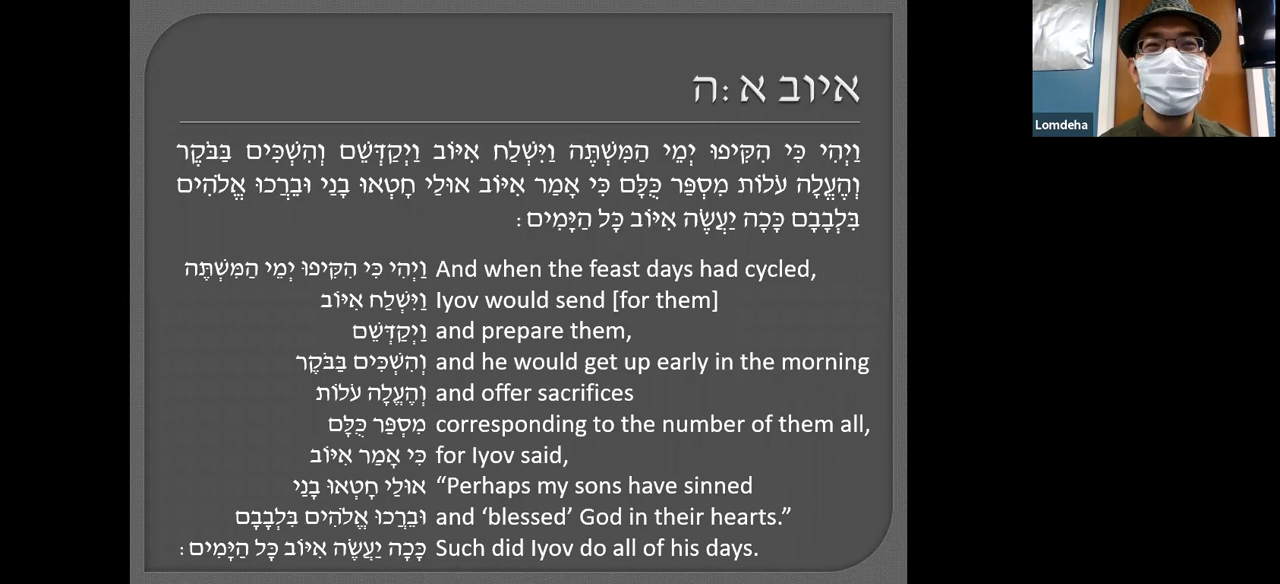 איוב א :ה
וַיְהִי כִּי הִקִּיפוּ יְמֵי הַמִּשְׁתֶּה וַיִּשְׁלַח אִיּוֹב וַיְקַדְּשֵׁם וְהִשְׁכִּים בַּבֹּקֶר
וְהֶעֱלָה עֹלוֹת מִסְפַּר כֻּלָּם כִּי אָמַר אִיּוֹב אוּלַי חָטְאוּ בָנַי וּבֵרֲכוּ אֱלֹהִים
בִּלְבָבָם כָּכָה יַעֲשֶׂה אִיּוֹב כָּל הַיָּמִים :
וַיְהִי כִּי הִקִּיפוּ יְמֵי הַמִּשְׁתֶּה And when the feast days had cycled,
וַיִּשְׁלַח אִיּוֹב Iyov would send [for them]
וַיְקַדְּשֵׁם and prepare them,
וְהִשְׁכִּים בַּבֹּקֶר and he would get up early in the morning
וְהֶעֱלָה עֹלוֹת and offer sacrifices
מִסְפַּר כֻּלָּם corresponding to the number of them all,
כִּי אָמַר אִיּוֹב for Iyov said,
אוּלַי חָטְאוּ בָנַי “Perhaps my sons have sinned
וּבֵרֲכוּ אֱלֹהִים בִּלְבָבָם and ‘blessed’ God in their hearts.”
כָּכָה יַעֲשֶׂה אִיּוֹב כָּל הַיָּמִים : Such did Iyov do all of his days.
Lomdeha